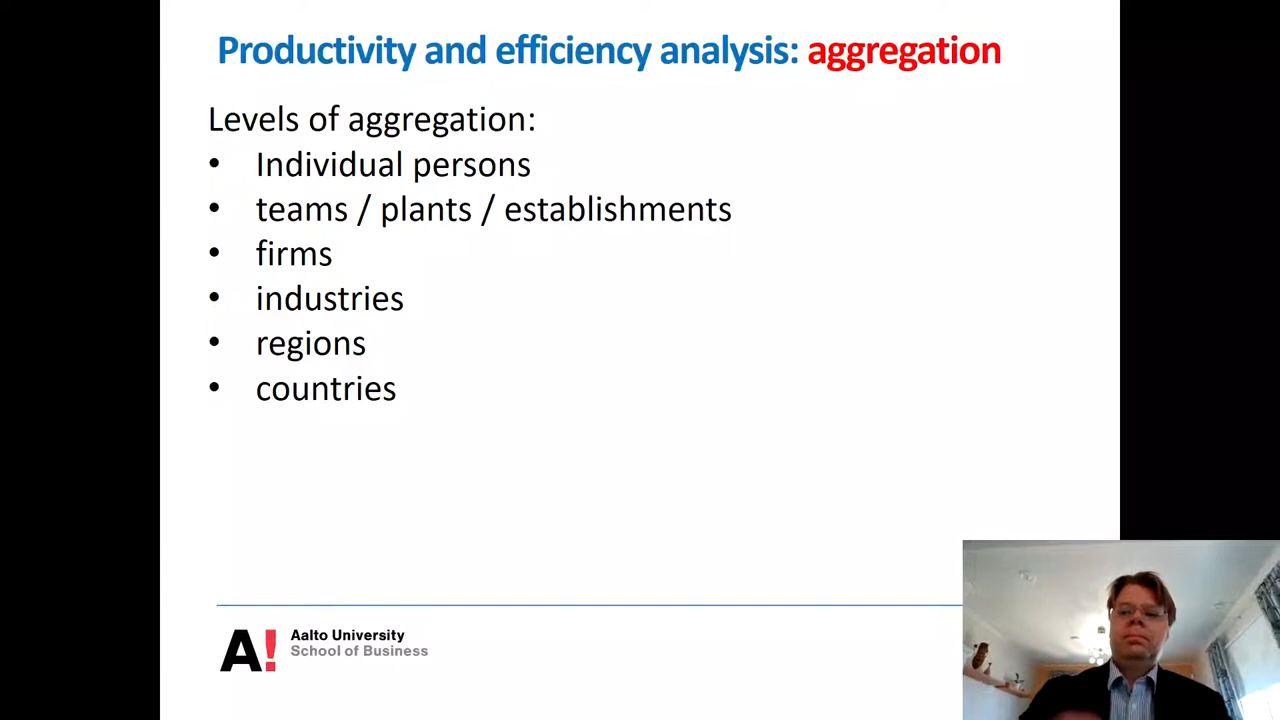 Productivity and efficiency analysis: aggregation
Levels of aggregation:
• Individual persons
• teams / plants / establishments
• firms
• industries
• regions
• countries
A!
Aalto University
School of Business